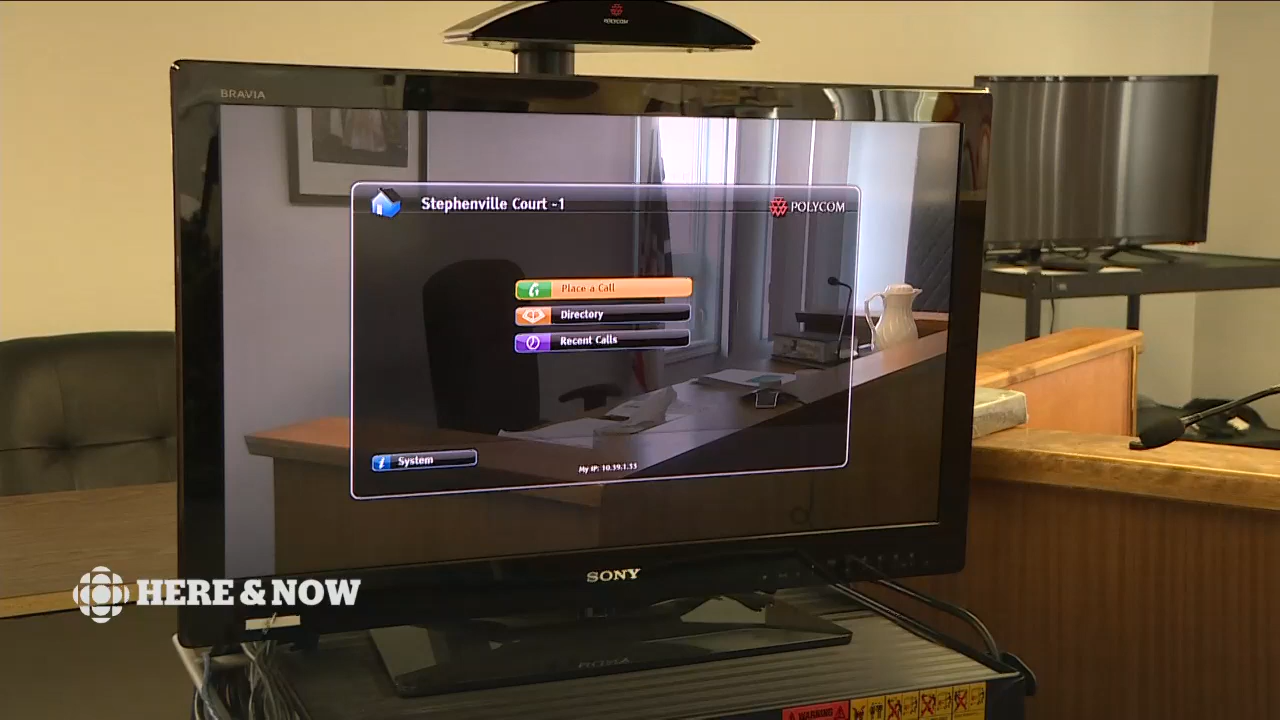 POLYCOM
BRAVIA
Stephenville Court -1
POLYCOM
Place a Call
Directory
Recent Calls
System
My IP: 10.39.1.33
SONY
HERE & NOW
WARNING